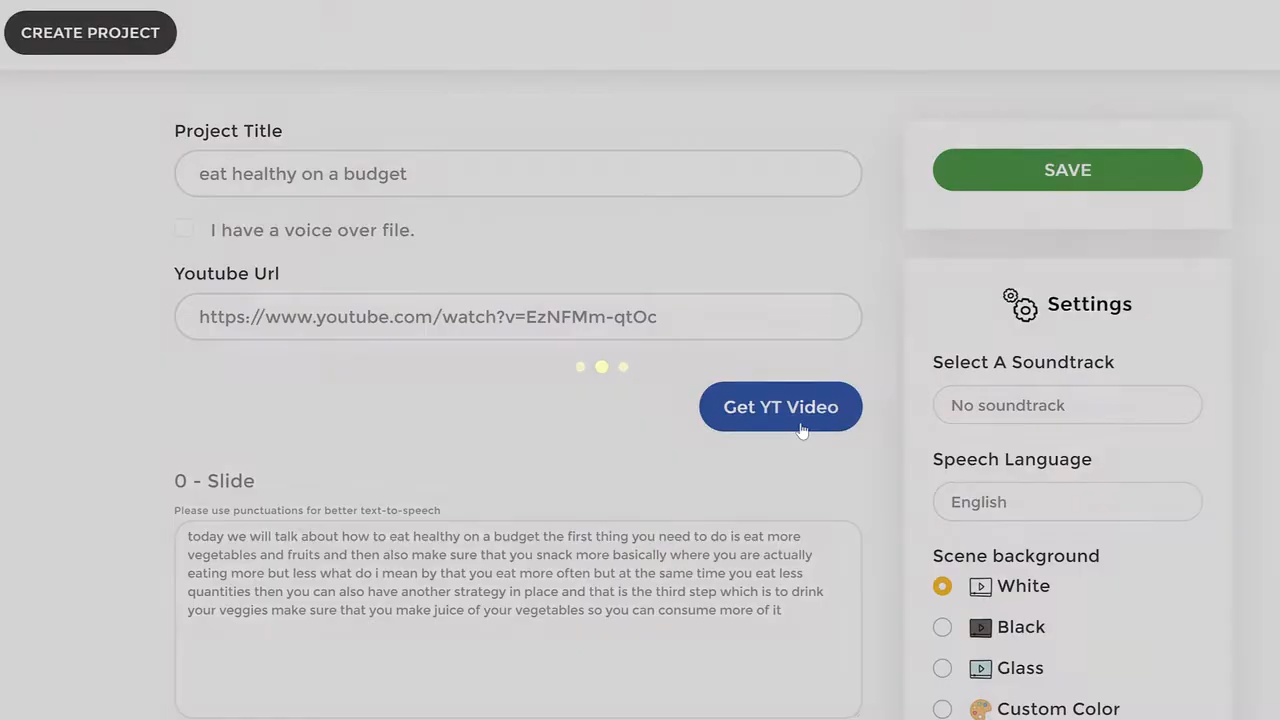 CREATE PROJECT
Project Title
eat healthy on a budget
I have a voice over file.
Youtube Url
https://www.youtube.com/watch?v=EzNFMm-qtOc
Get YT Video
0 - Slide
Please use punctuations for better text-to-speech
today we will talk about how to eat healthy on a budget the first thing you need to do is eat more
vegetables and fruits and then also make sure that you snack more basically where you are actually
eating more but less what do i mean by that you eat more often but at the same time you eat less
quantities then you can also have another strategy in place and that is the third step which is to drink
your veggies make sure that you make juice of your vegetables so you can consume more of it
SAVE
Settings
Select A Soundtrack
No soundtrack
Speech Language
English
Scene background
White
Black
Glass
Custom Color